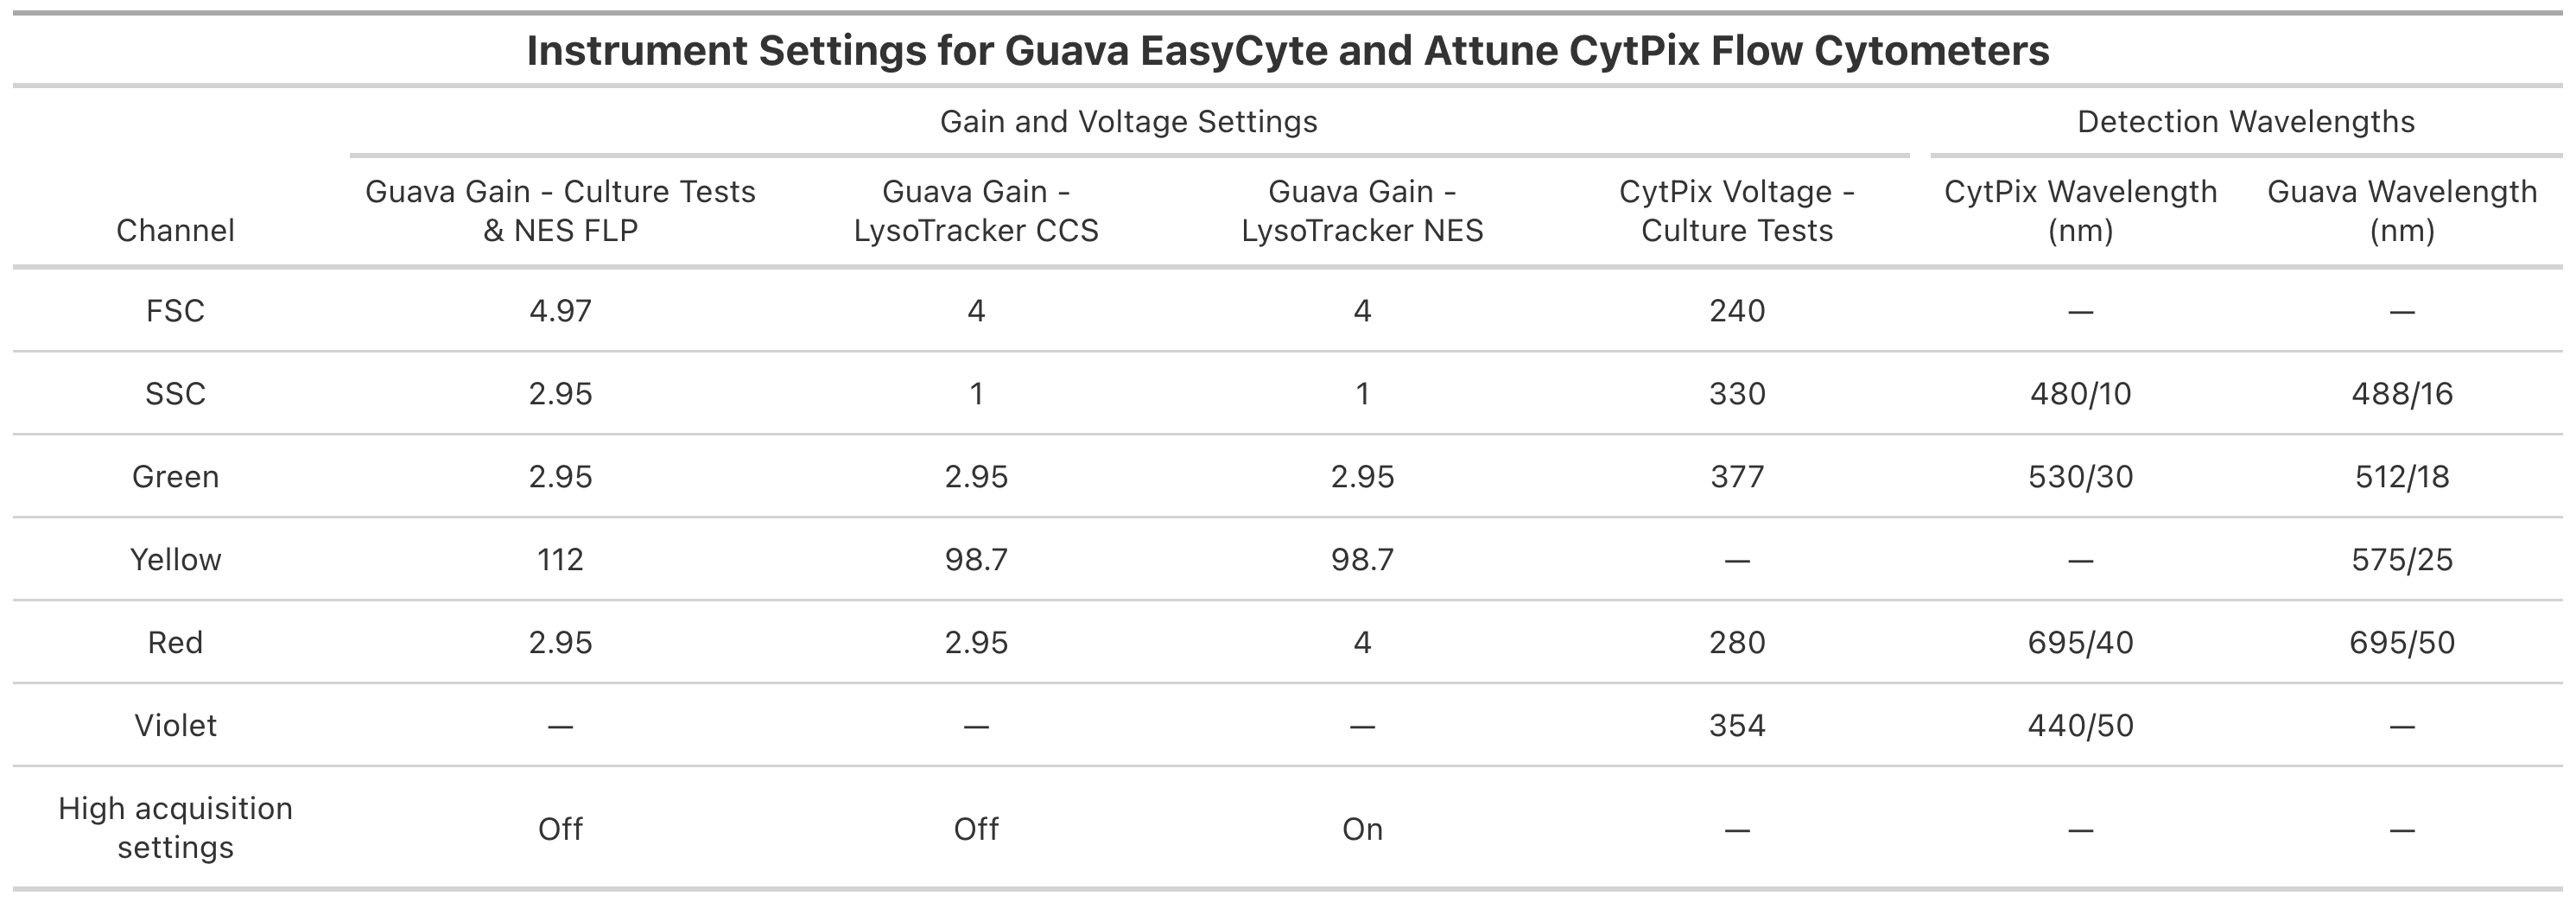 Instrument Settings for Guava EasyCyte and Attune CytPix Flow Cytometers
Gain and Voltage Settings Detection Wavelengths
Channel
Guava Gain - Culture Tests
& NES FLP
Guava Gain -
LysoTracker CCS
Guava Gain -
LysoTracker NES
CytPix Voltage -
Culture Tests
CytPix Wavelength
(nm)
Guava Wavelength
(nm)
FSC 4.97 4 4 240 — —
SSC 2.95 1 1 330 480/10 488/16
Green 2.95 2.95 2.95 377 530/30 512/18
Yellow 112 98.7 98.7 — — 575/25
Red 2.95 2.95 4 280 695/40 695/50
Violet — — — 354 440/50 —
High acquisition
settings
Off Off On — — —